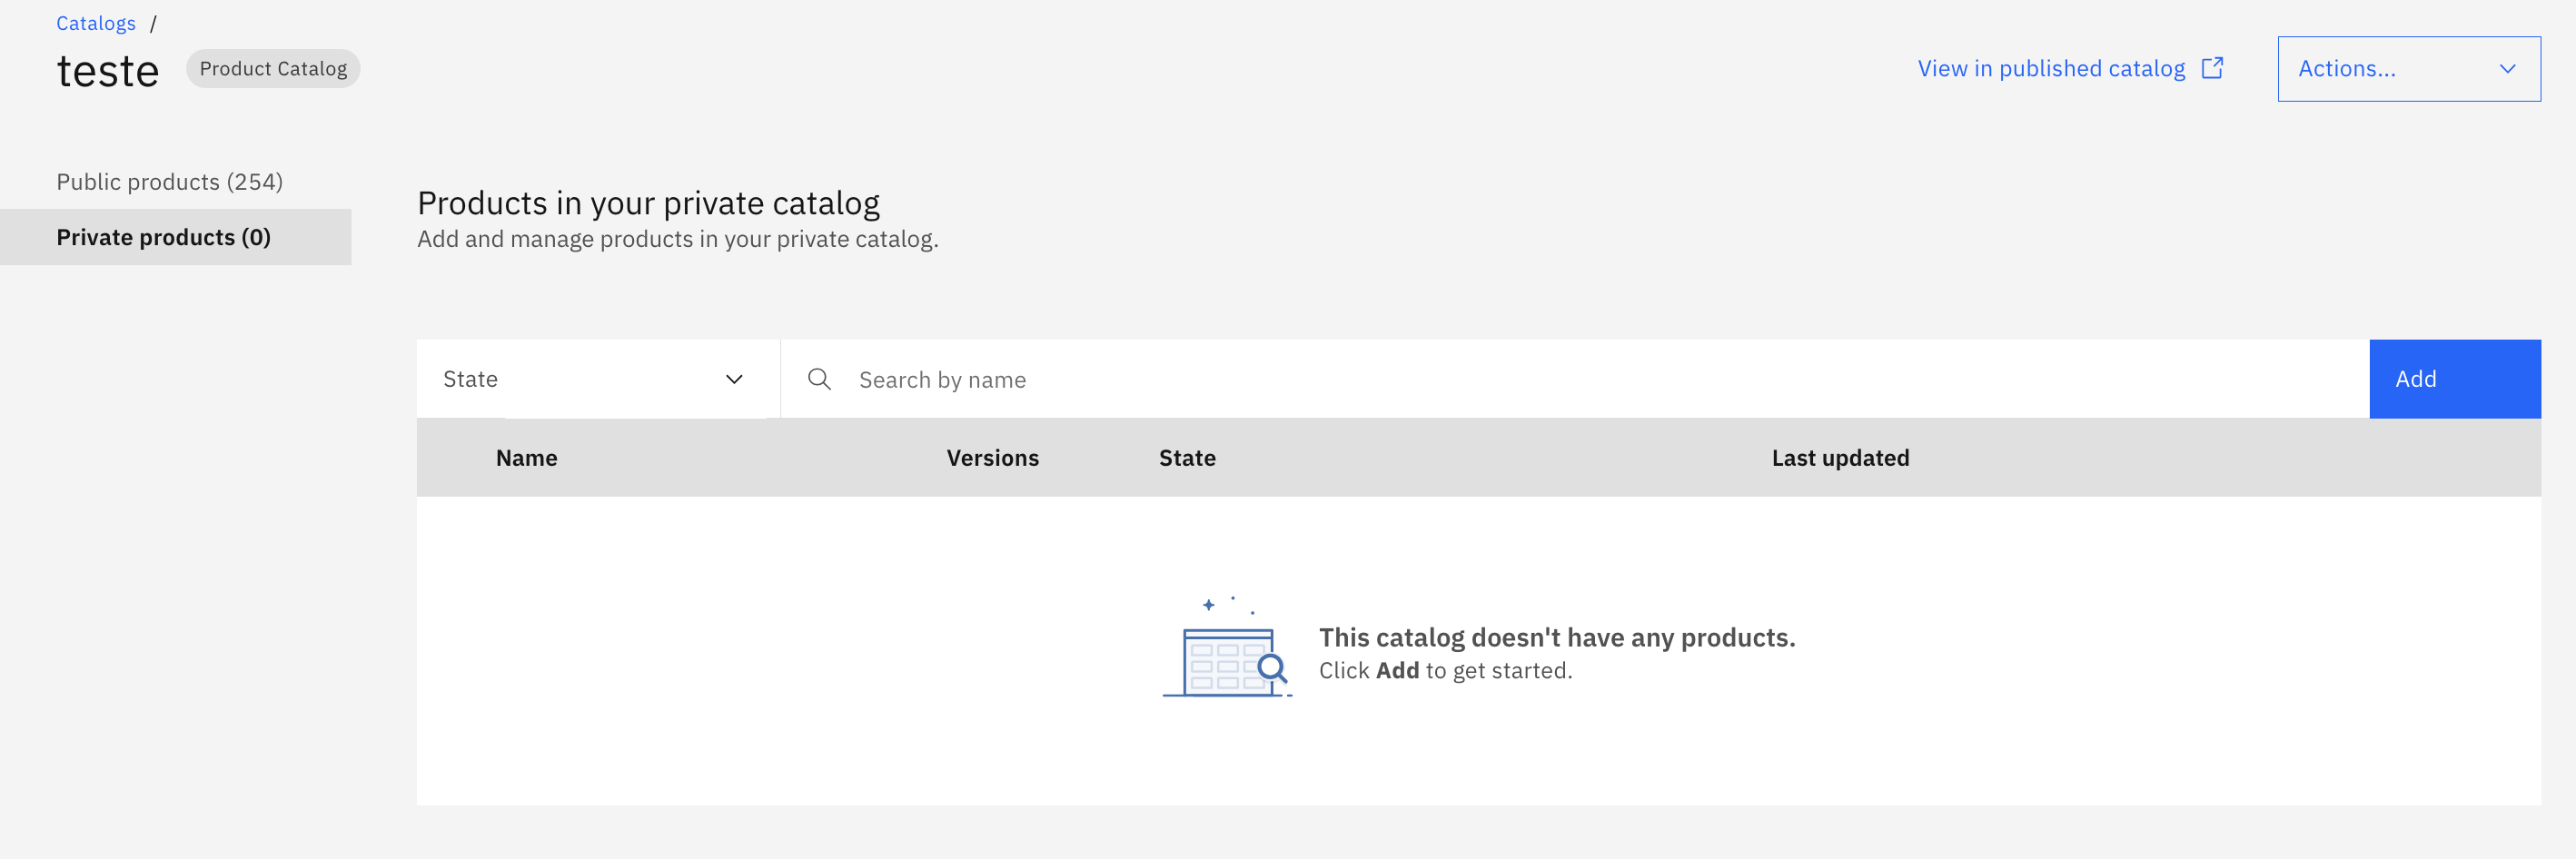 Catalogs /
teste Product Catalog
View in published catalog
Actions...
Public products (254)
Private products (0)
Products in your private catalog
Add and manage products in your private catalog.
State
Search by name
Add
Name Versions State Last updated
This catalog doesn't have any products.
Click Add to get started.